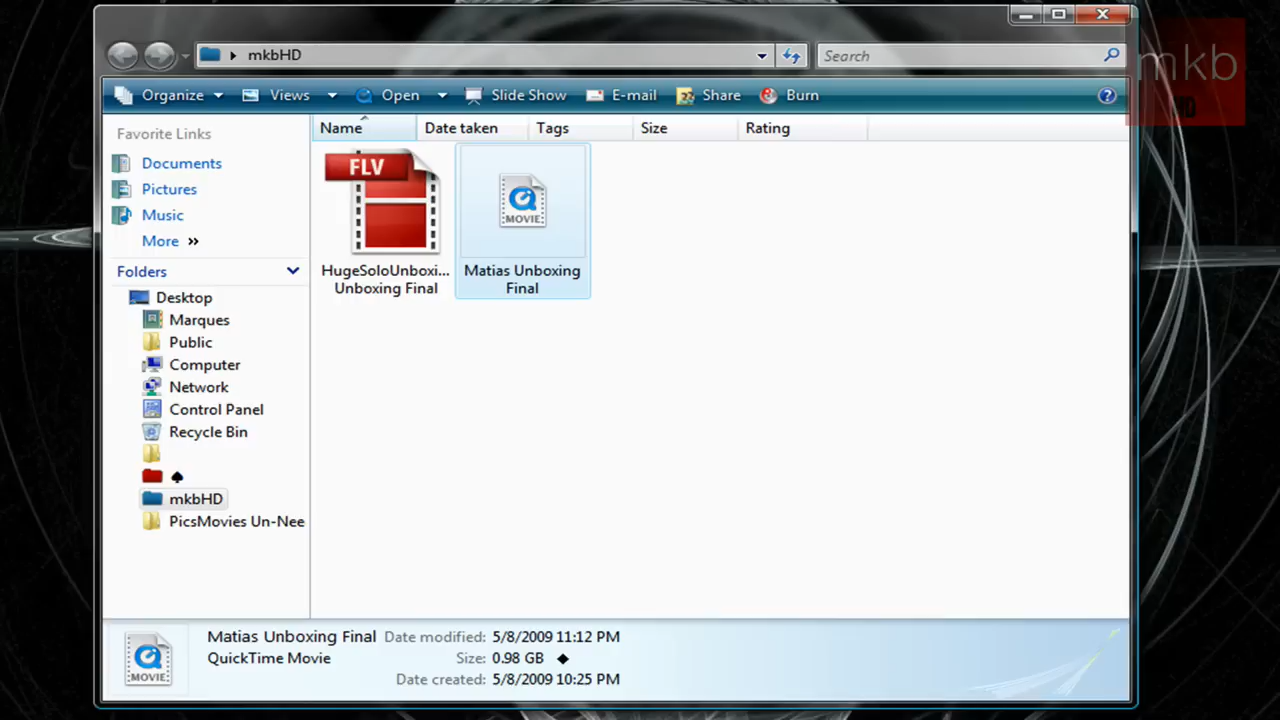 mkbHD
Search
mkb
HD
Organize Views Open Slide Show E-mail Share Burn
Favorite Links
Documents
Pictures
Music
More »
Folders
Desktop
Marques
Public
Computer
Network
Control Panel
Recycle Bin
♠
mkbHD
PicsMovies Un-Nee
Name Date taken Tags Size Rating
FLV
HugeSoloUnboxi...
Unboxing Final
MOVIE
Matias Unboxing
Final
MOVIE
Matias Unboxing Final Date modified: 5/8/2009 11:12 PM
QuickTime Movie Size: 0.98 GB ◆
Date created: 5/8/2009 10:25 PM